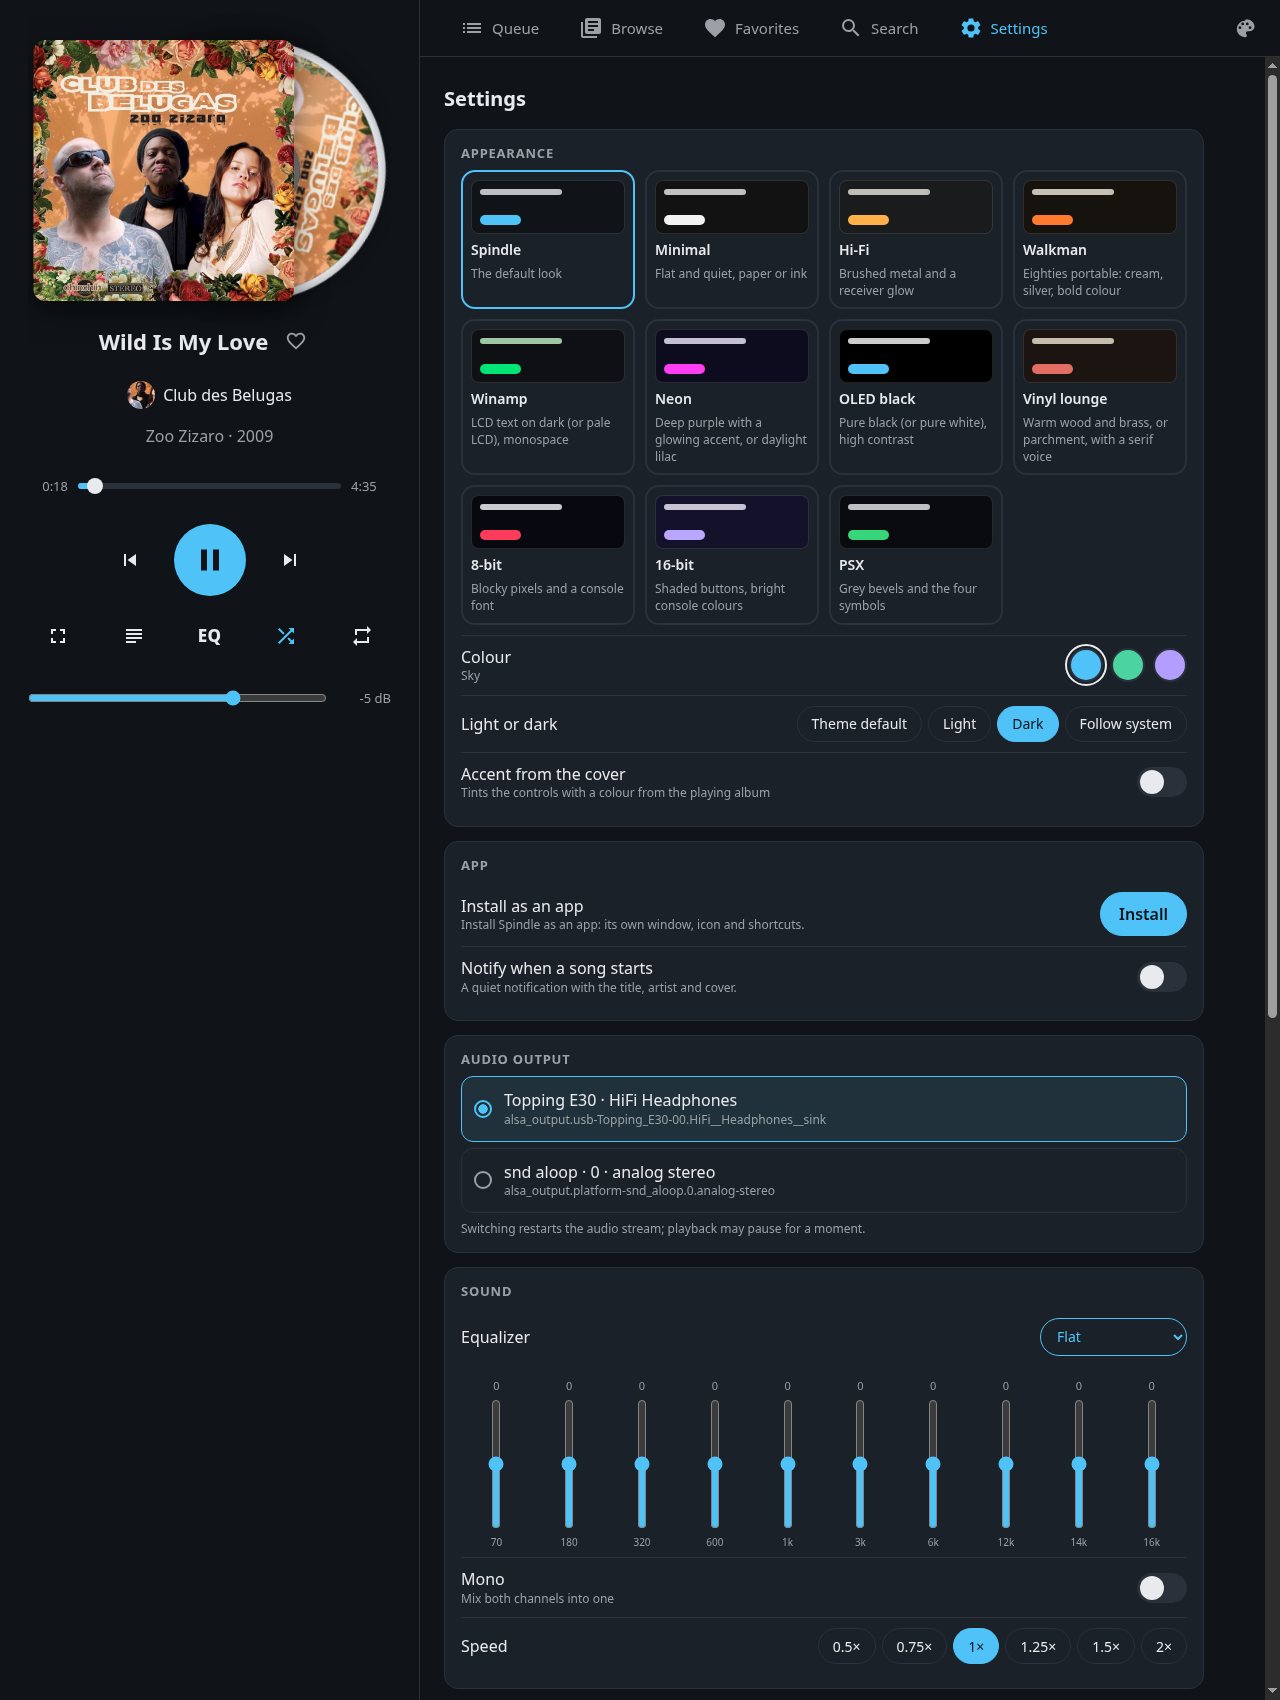 Queue
Browse
Favorites
Search
Settings
CLUB DES
BELUGAS
zoo zizaro
STEREO
Wild Is My Love
Club des Belugas
Zoo Zizaro · 2009
0:18
4:35
EQ
-5 dB
Settings
APPEARANCE
Spindle
The default look
Minimal
Flat and quiet, paper or ink
Hi-Fi
Brushed metal and a
receiver glow
Walkman
Eighties portable: cream,
silver, bold colour
Winamp
LCD text on dark (or pale
LCD), monospace
Neon
Deep purple with a
glowing accent, or daylight
lilac
OLED black
Pure black (or pure white),
high contrast
Vinyl lounge
Warm wood and brass, or
parchment, with a serif
voice
8-bit
Blocky pixels and a console
font
16-bit
Shaded buttons, bright
console colours
PSX
Grey bevels and the four
symbols
Colour
Sky
Light or dark
Theme default
Light
Dark
Follow system
Accent from the cover
Tints the controls with a colour from the playing album
APP
Install as an app
Install Spindle as an app: its own window, icon and shortcuts.
Install
Notify when a song starts
A quiet notification with the title, artist and cover.
AUDIO OUTPUT
Topping E30 · HiFi Headphones
alsa_output.usb-Topping_E30-00.HiFi__Headphones__sink
snd aloop · 0 · analog stereo
alsa_output.platform-snd_aloop.0.analog-stereo
Switching restarts the audio stream; playback may pause for a moment.
SOUND
Equalizer
Flat
0 0 0 0 0 0 0 0 0 0
70 180 320 600 1k 3k 6k 12k 14k 16k
Mono
Mix both channels into one
Speed
0.5×
0.75×
1×
1.25×
1.5×
2×